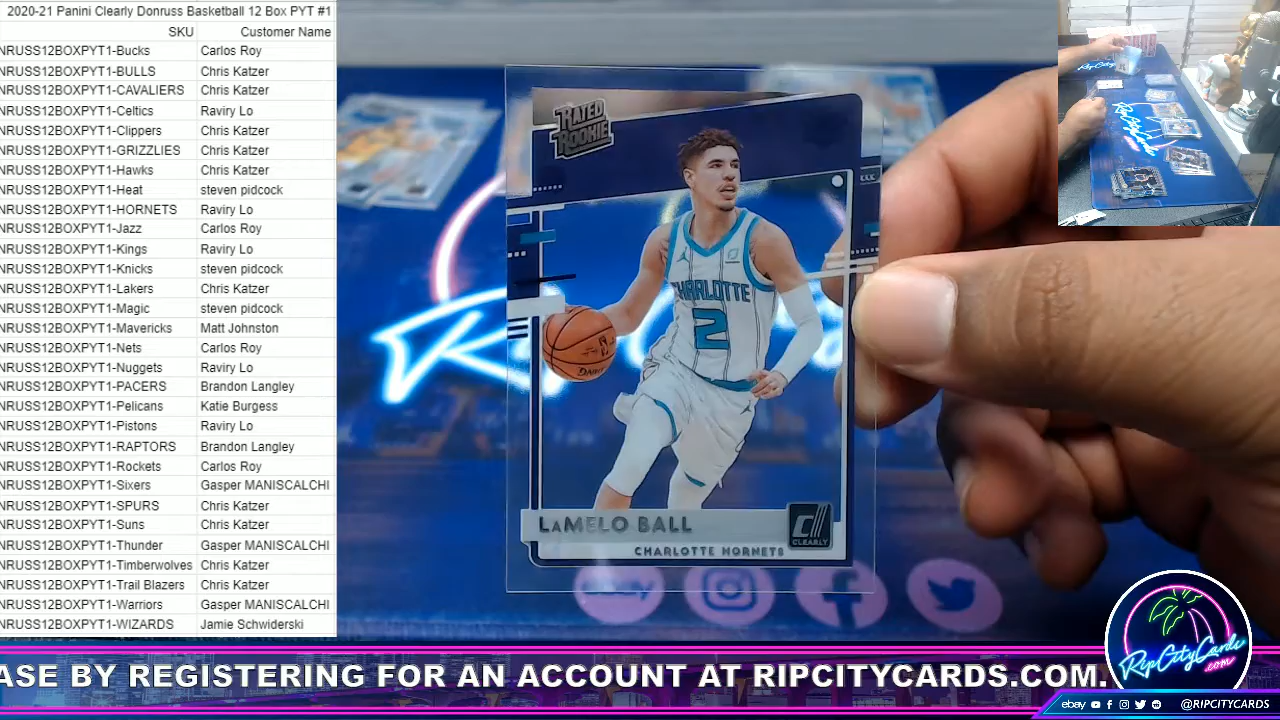 2020-21 Panini Clearly Donruss Basketball 12 Box PYT #1
SKU Customer Name
NRUSS12BOXPYT1-Bucks Carlos Roy
NRUSS12BOXPYT1-BULLS Chris Katzer
NRUSS12BOXPYT1-CAVALIERS Chris Katzer
NRUSS12BOXPYT1-Celtics Raviry Lo
NRUSS12BOXPYT1-Clippers Chris Katzer
NRUSS12BOXPYT1-GRIZZLIES Chris Katzer
NRUSS12BOXPYT1-Hawks Chris Katzer
NRUSS12BOXPYT1-Heat steven pidcock
NRUSS12BOXPYT1-HORNETS Raviry Lo
NRUSS12BOXPYT1-Jazz Carlos Roy
NRUSS12BOXPYT1-Kings Raviry Lo
NRUSS12BOXPYT1-Knicks steven pidcock
NRUSS12BOXPYT1-Lakers Chris Katzer
NRUSS12BOXPYT1-Magic steven pidcock
NRUSS12BOXPYT1-Mavericks Matt Johnston
NRUSS12BOXPYT1-Nets Carlos Roy
NRUSS12BOXPYT1-Nuggets Raviry Lo
NRUSS12BOXPYT1-PACERS Brandon Langley
NRUSS12BOXPYT1-Pelicans Katie Burgess
NRUSS12BOXPYT1-Pistons Raviry Lo
NRUSS12BOXPYT1-RAPTORS Brandon Langley
NRUSS12BOXPYT1-Rockets Carlos Roy
NRUSS12BOXPYT1-Sixers Gasper MANISCALCHI
NRUSS12BOXPYT1-SPURS Chris Katzer
NRUSS12BOXPYT1-Suns Chris Katzer
NRUSS12BOXPYT1-Thunder Gasper MANISCALCHI
NRUSS12BOXPYT1-Timberwolves Chris Katzer
NRUSS12BOXPYT1-Trail Blazers Chris Katzer
NRUSS12BOXPYT1-Warriors Gasper MANISCALCHI
NRUSS12BOXPYT1-WIZARDS Jamie Schwiderski
RATED
ROOKIE
CHARLOTTE
2
LAMELO BALL
CHARLOTTE HORNETS
CLEARLY
ASE BY REGISTERING FOR AN ACCOUNT AT RIPCITYCARDS.COM.
RipCityCards
.com
ebay @RIPCITYCARDS